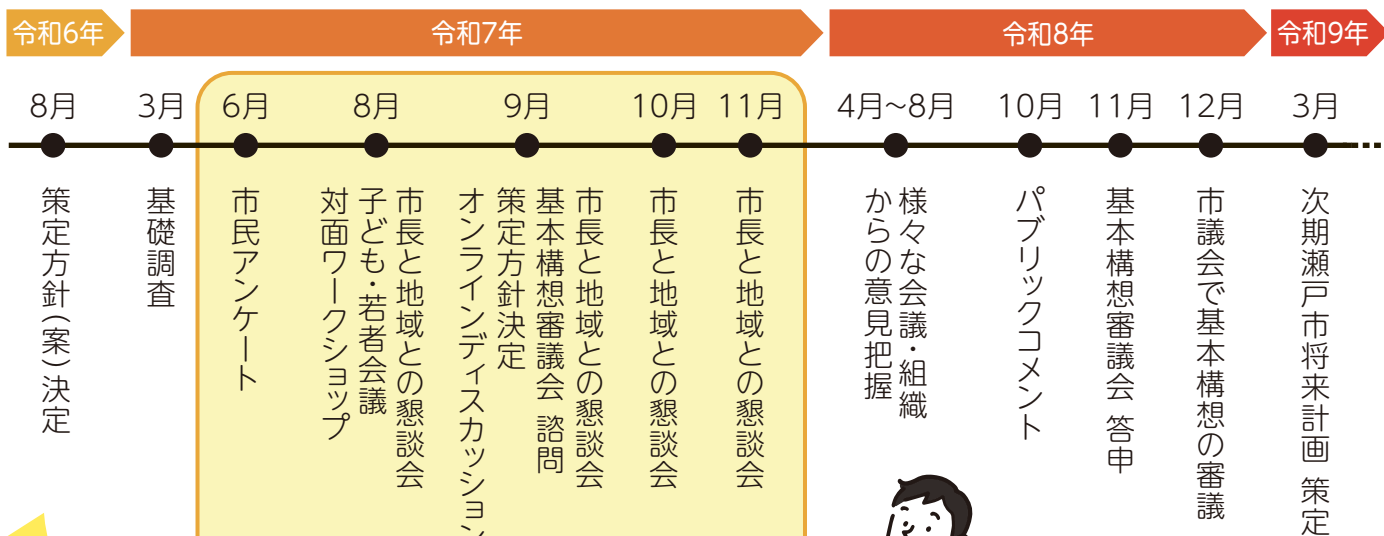 令和6年
令和7年
令和8年
令和9年
8月
3月
6月
8月
9月
10月
11月
4月~8月
10月
11月
12月
3月
策定方針(案)決定
基礎調査
市民アンケート
市長と地域との懇談会
子ども・若者会議
対面ワークショップ
市長と地域との懇談会
基本構想審議会 諮問
策定方針決定
オンラインディスカッション
市長と地域との懇談会
市長と地域との懇談会
様々な会議・組織
からの意見把握
パブリックコメント
基本構想審議会 答申
市議会で基本構想の審議
次期瀬戸市将来計画 策定